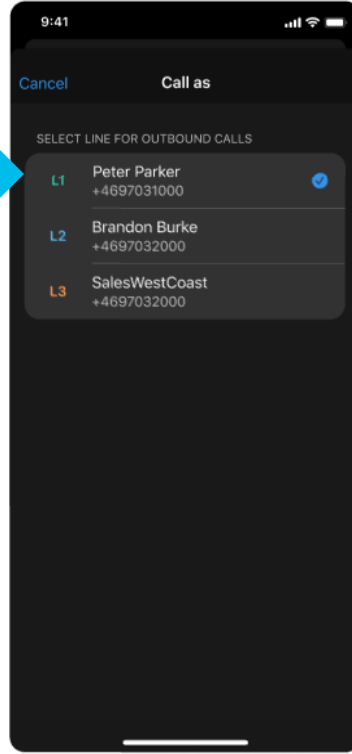 9:41
Cancel
Call as
SELECT LINE FOR OUTBOUND CALLS
L1 Peter Parker
+4697031000
L2 Brandon Burke
+4697032000
L3 SalesWestCoast
+4697032000